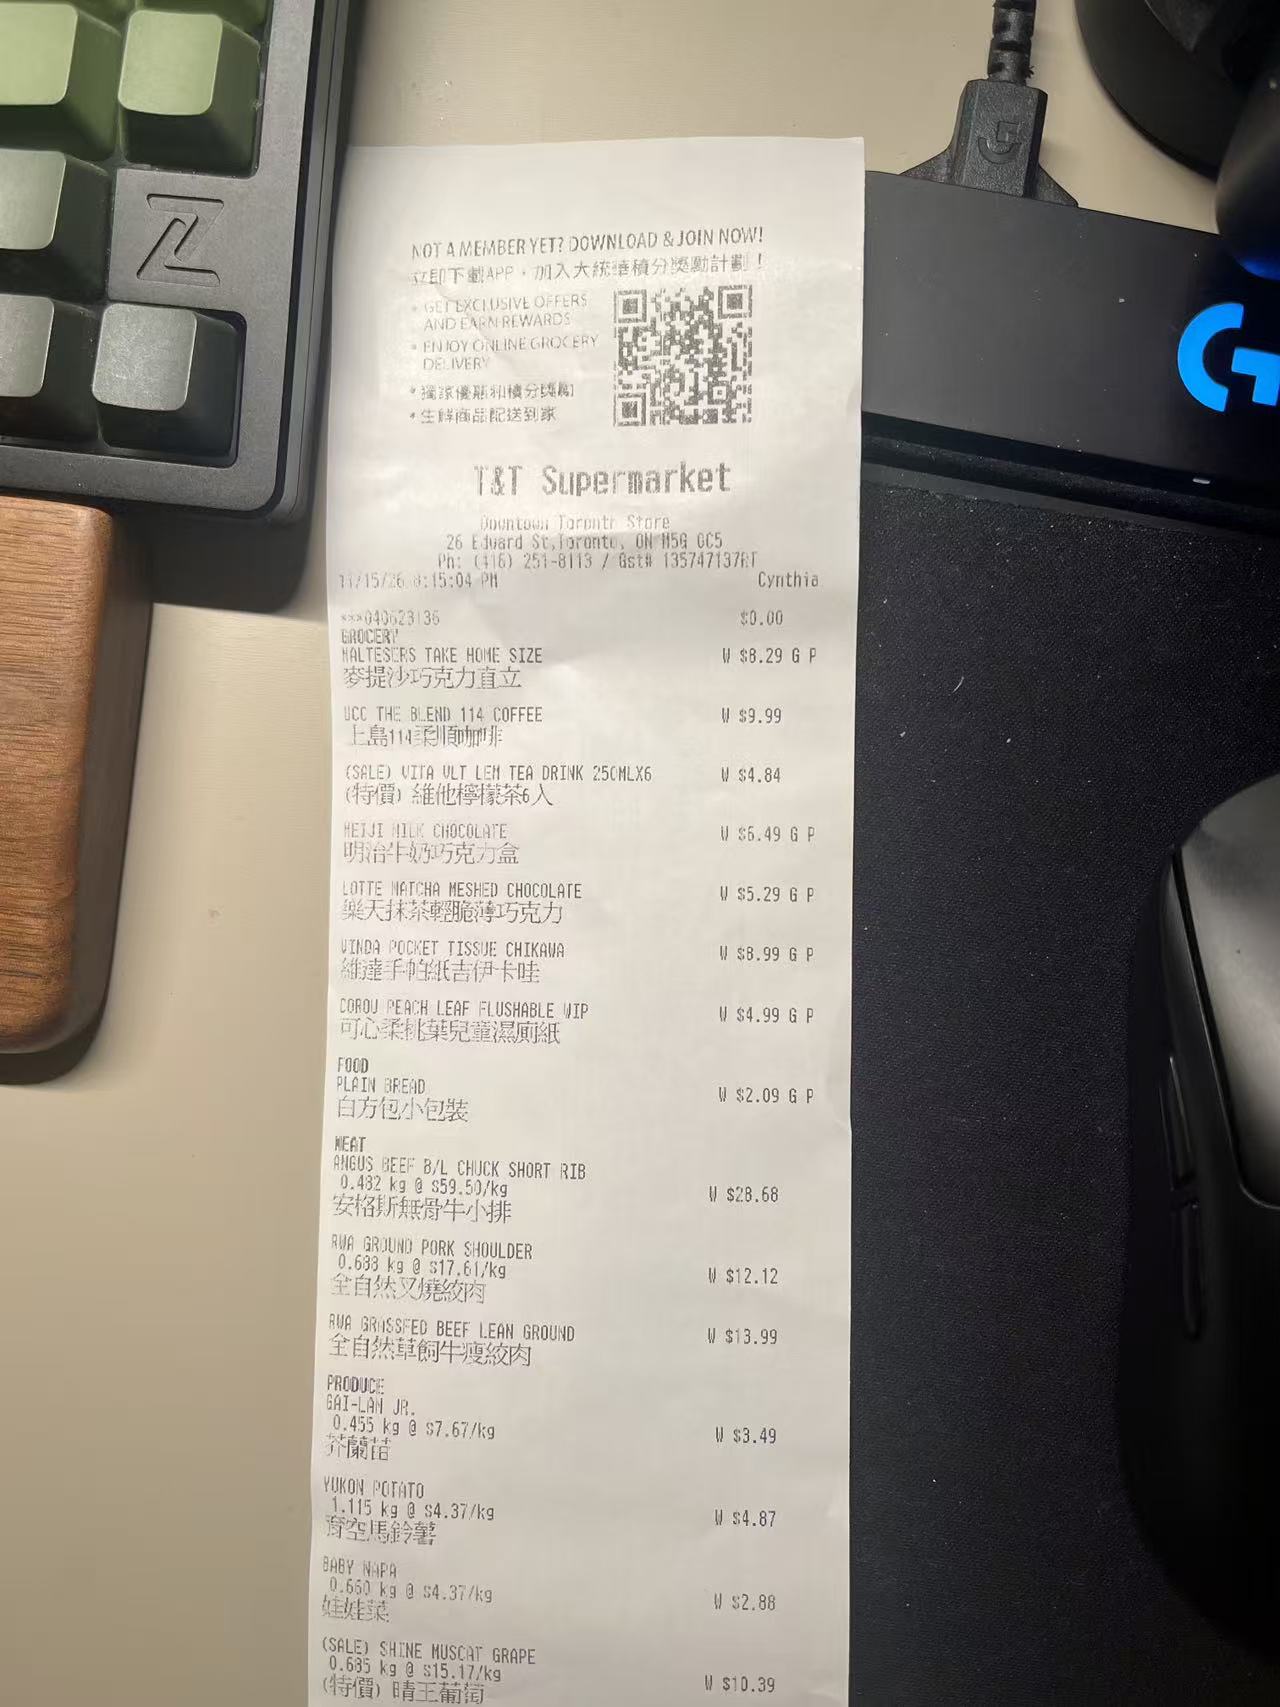 NOT A MEMBER YET? DOWNLOAD & JOIN NOW!
立即下載APP，加入大統華積分獎勵計劃！
• GET EXCLUSIVE OFFERS
AND EARN REWARDS
• ENJOY ONLINE GROCERY
DELIVERY
• 獨家優惠和積分獎勵
• 生鮮商品配送到家
T&T Supermarket
Downtown Toronto Store
26 Edward St,Toronto, ON M5G 0C5
Ph: (416) 251-8113 / Gst# 135747137RT
11/15/26 8:15:04 PM Cynthia
***040623136 $0.00
GROCERY
MALTESERS TAKE HOME SIZE W $8.29 G P
麥提沙巧克力直立
UCC THE BLEND 114 COFFEE W $9.99
上島114柔順咖啡
(SALE) VITA VLT LEM TEA DRINK 250MLX6 W $4.84
(特價) 維他檸檬茶6入
MEIJI MILK CHOCOLATE W $6.49 G P
明治牛奶巧克力盒
LOTTE MATCHA MESHED CHOCOLATE W $5.29 G P
樂天抹茶輕脆薄巧克力
VINDA POCKET TISSUE CHIKAWA W $8.99 G P
維達手帕紙吉伊卡哇
COROU PEACH LEAF FLUSHABLE WIP W $4.99 G P
可心柔桃葉兒童濕廁紙
FOOD
PLAIN BREAD W $2.09 G P
白方包小包裝
MEAT
ANGUS BEEF B/L CHUCK SHORT RIB
0.482 kg @ $59.50/kg W $28.68
安格斯無骨牛小排
RWA GROUND PORK SHOULDER
0.688 kg @ $17.61/kg W $12.12
全自然叉燒絞肉
RWA GRASSFED BEEF LEAN GROUND W $13.99
全自然草飼牛瘦絞肉
PRODUCE
GAI-LAN JR.
0.455 kg @ $7.67/kg W $3.49
芥蘭苗
YUKON POTATO
1.115 kg @ $4.37/kg W $4.87
育空馬鈴薯
BABY NAPA
0.660 kg @ $4.37/kg W $2.88
娃娃菜
(SALE) SHINE MUSCAT GRAPE
0.685 kg @ $15.17/kg W $10.39
(特價) 晴王葡萄